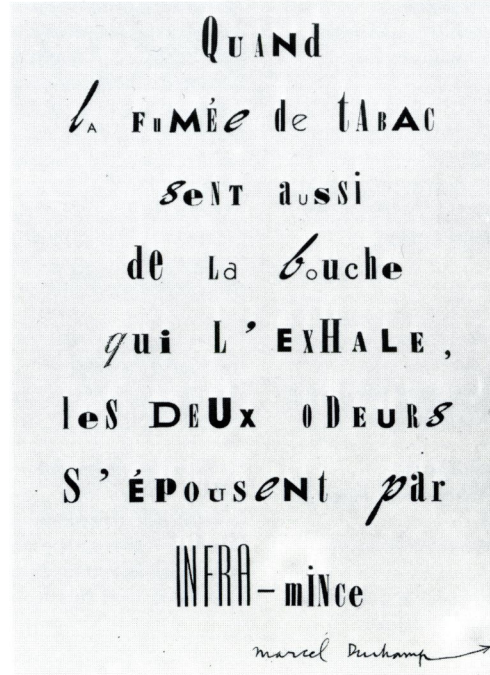 QUANd
lA FuMÉe de tABAC
seNT aussi
de La bouche
qui L'EXHALE,
leS DEUX ODEURS
S'ÉPOUSeNt pàr
INFRA-miNce
marcel Duchamp